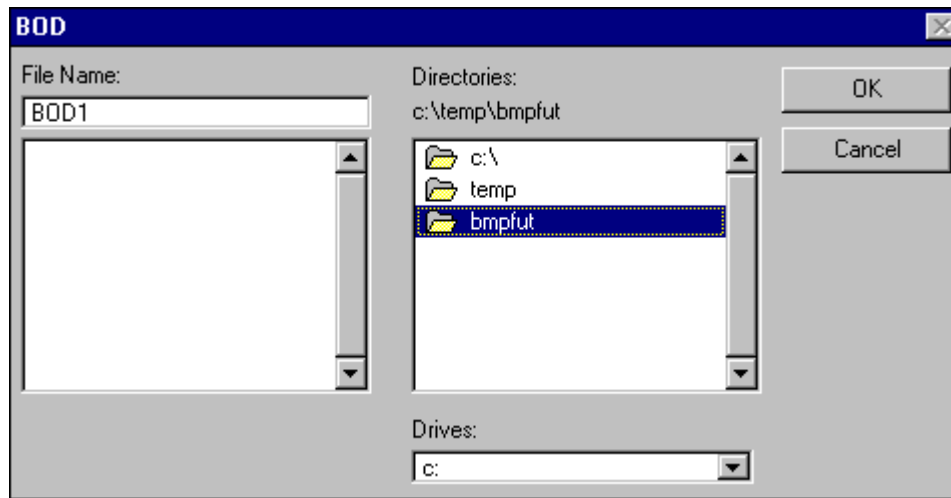 BOD
File Name:
BOD1
Directories:
c:\temp\bmpfut
c:\
temp
bmpfut
Drives:
c:
OK
Cancel